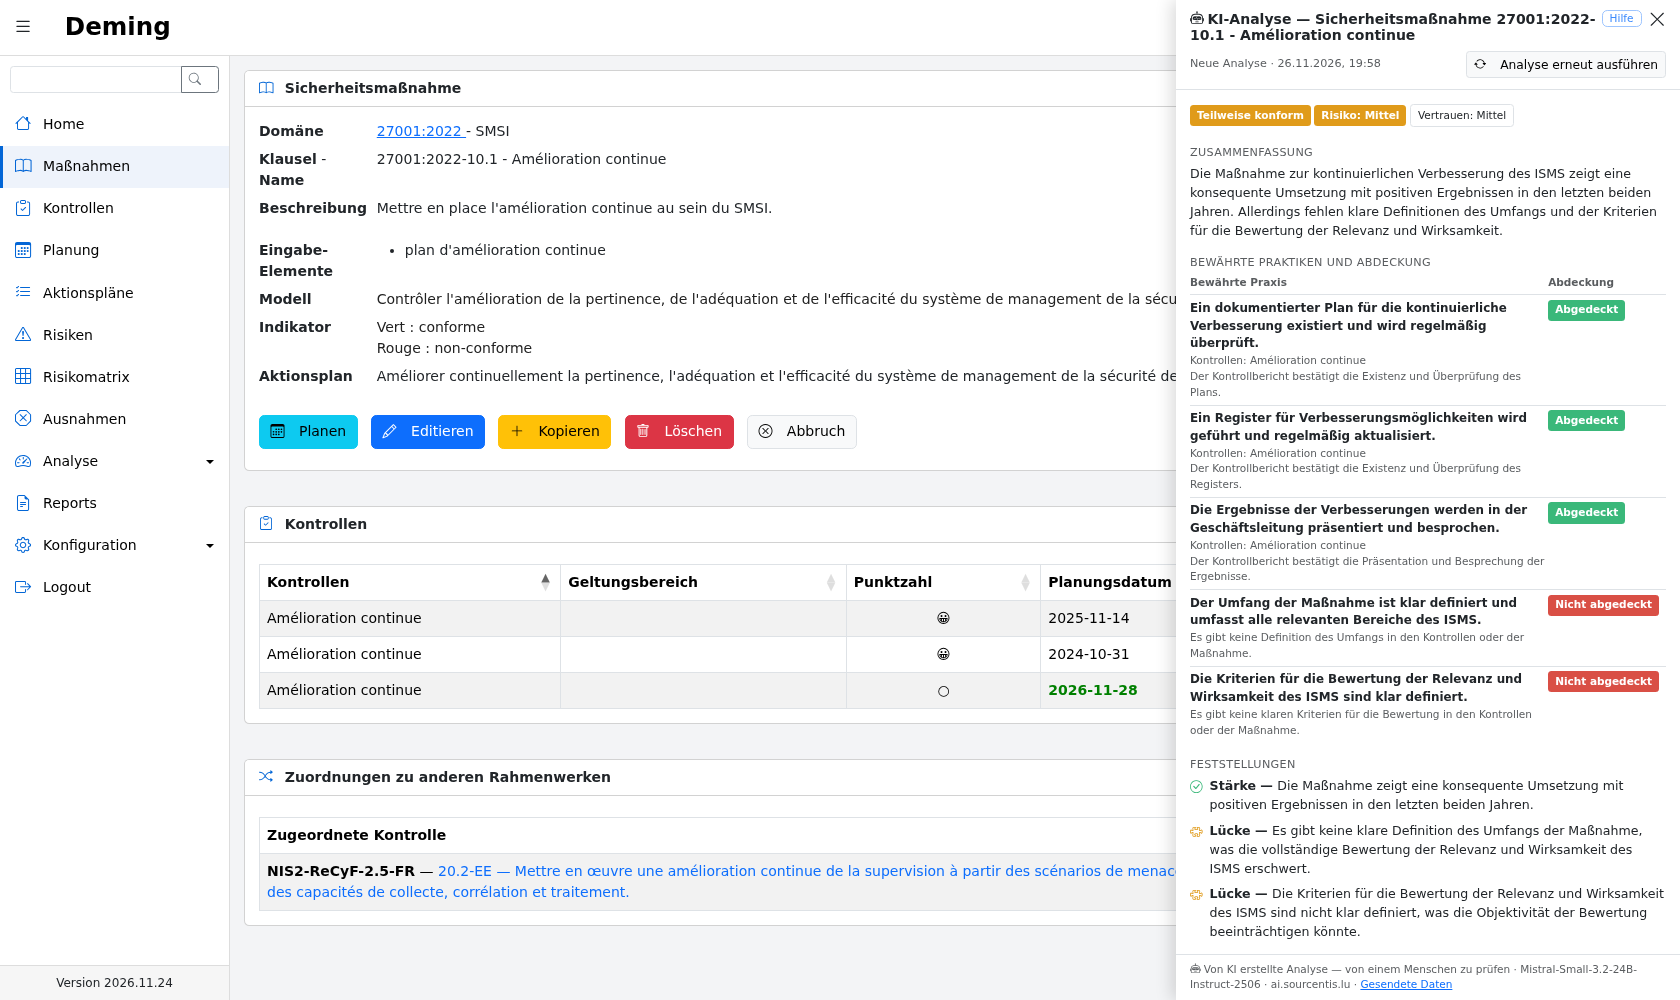 Deming
Home
Maßnahmen
Kontrollen
Planung
Aktionspläne
Risiken
Risikomatrix
Ausnahmen
Analyse
Reports
Konfiguration
Logout
Version 2026.11.24
Sicherheitsmaßnahme
Domäne 27001:2022 - SMSI
Klausel - 27001:2022-10.1 - Amélioration continue
Name
Beschreibung Mettre en place l'amélioration continue au sein du SMSI.
Eingabe- • plan d'amélioration continue
Elemente
Modell Contrôler l'amélioration de la pertinence, de l'adéquation et de l'efficacité du système de management de la sécu
Indikator Vert : conforme
Rouge : non-conforme
Aktionsplan Améliorer continuellement la pertinence, l'adéquation et l'efficacité du système de management de la sécurité de
Planen Editieren Kopieren Löschen Abbruch
Kontrollen
Kontrollen Geltungsbereich Punktzahl Planungsdatum
Amélioration continue 2025-11-14
Amélioration continue 2024-10-31
Amélioration continue 2026-11-28
Zuordnungen zu anderen Rahmenwerken
Zugeordnete Kontrolle
NIS2-ReCyF-2.5-FR — 20.2-EE — Mettre en œuvre une amélioration continue de la supervision à partir des scénarios de menac
des capacités de collecte, corrélation et traitement.
KI-Analyse — Sicherheitsmaßnahme 27001:2022- Hilfe
10.1 - Amélioration continue
Neue Analyse · 26.11.2026, 19:58 Analyse erneut ausführen
Teilweise konform Risiko: Mittel Vertrauen: Mittel
ZUSAMMENFASSUNG
Die Maßnahme zur kontinuierlichen Verbesserung des ISMS zeigt eine
konsequente Umsetzung mit positiven Ergebnissen in den letzten beiden
Jahren. Allerdings fehlen klare Definitionen des Umfangs und der Kriterien
für die Bewertung der Relevanz und Wirksamkeit.
BEWÄHRTE PRAKTIKEN UND ABDECKUNG
Bewährte Praxis Abdeckung
Ein dokumentierter Plan für die kontinuierliche Abgedeckt
Verbesserung existiert und wird regelmäßig
überprüft.
Kontrollen: Amélioration continue
Der Kontrollbericht bestätigt die Existenz und Überprüfung des
Plans.
Ein Register für Verbesserungsmöglichkeiten wird Abgedeckt
geführt und regelmäßig aktualisiert.
Kontrollen: Amélioration continue
Der Kontrollbericht bestätigt die Existenz und Überprüfung des
Registers.
Die Ergebnisse der Verbesserungen werden in der Abgedeckt
Geschäftsleitung präsentiert und besprochen.
Kontrollen: Amélioration continue
Der Kontrollbericht bestätigt die Präsentation und Besprechung der
Ergebnisse.
Der Umfang der Maßnahme ist klar definiert und Nicht abgedeckt
umfasst alle relevanten Bereiche des ISMS.
Es gibt keine Definition des Umfangs in den Kontrollen oder der
Maßnahme.
Die Kriterien für die Bewertung der Relevanz und Nicht abgedeckt
Wirksamkeit des ISMS sind klar definiert.
Es gibt keine klaren Kriterien für die Bewertung in den Kontrollen
oder der Maßnahme.
FESTSTELLUNGEN
Stärke — Die Maßnahme zeigt eine konsequente Umsetzung mit
positiven Ergebnissen in den letzten beiden Jahren.
Lücke — Es gibt keine klare Definition des Umfangs der Maßnahme,
was die vollständige Bewertung der Relevanz und Wirksamkeit des
ISMS erschwert.
Lücke — Die Kriterien für die Bewertung der Relevanz und Wirksamkeit
des ISMS sind nicht klar definiert, was die Objektivität der Bewertung
beeinträchtigen könnte.
Von KI erstellte Analyse — von einem Menschen zu prüfen · Mistral-Small-3.2-24B-
Instruct-2506 · ai.sourcentis.lu · Gesendete Daten